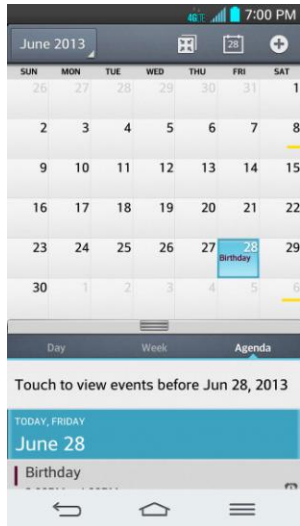 4G LTE 7:00 PM
June 2013 28
SUN MON TUE WED THU FRI SAT
26 27 28 29 30 31 1
2 3 4 5 6 7 8
9 10 11 12 13 14 15
16 17 18 19 20 21 22
23 24 25 26 27 28 29
Birthday
30 1 2 3 4 5 6
Day Week Agenda
Touch to view events before Jun 28, 2013
TODAY, FRIDAY
June 28
Birthday